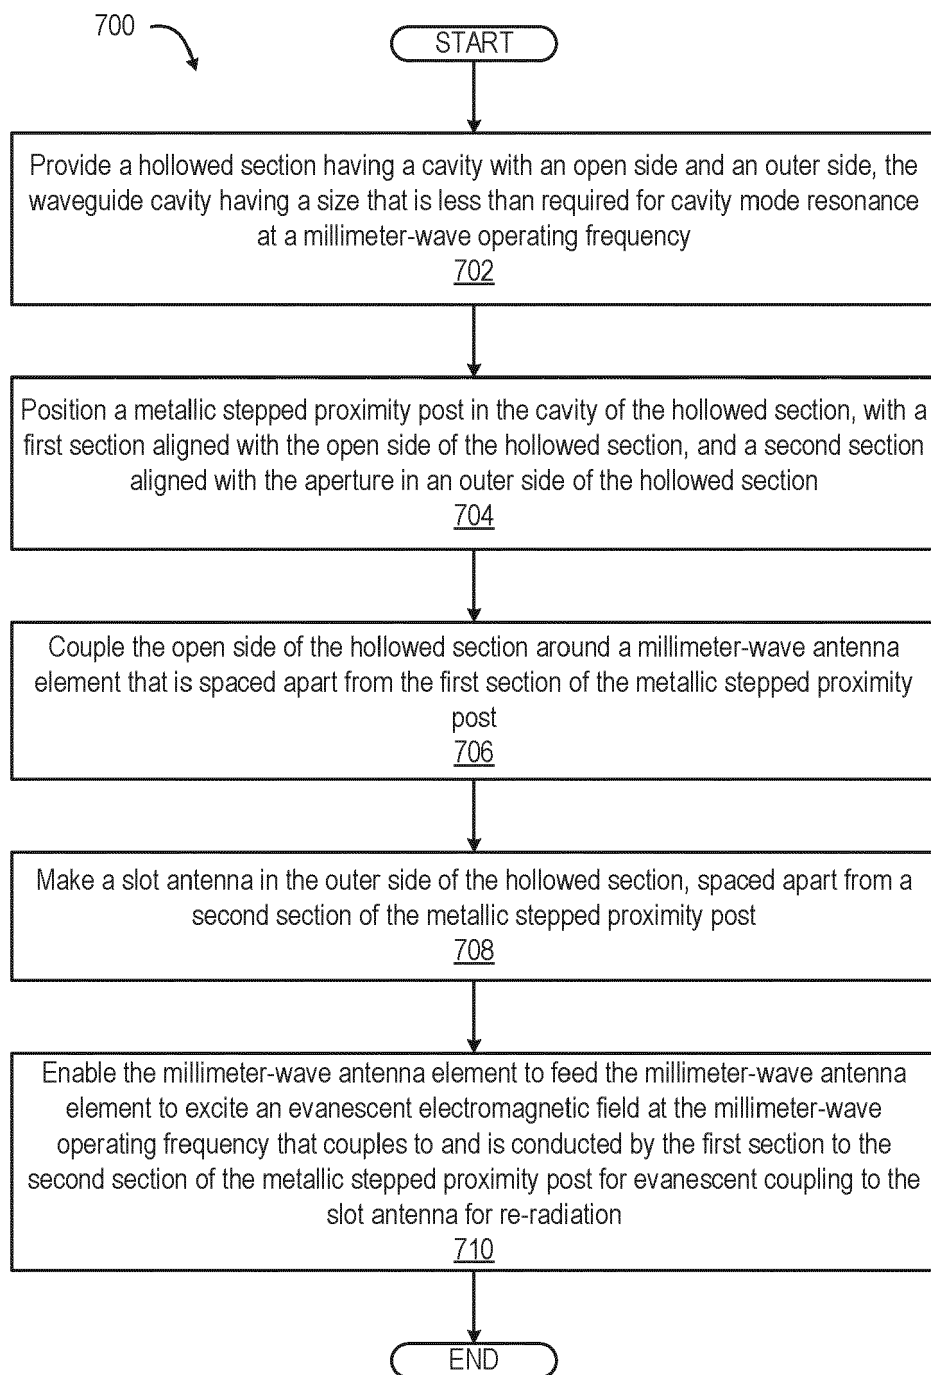 700
START
Provide a hollowed section having a cavity with an open side and an outer side, the
waveguide cavity having a size that is less than required for cavity mode resonance
at a millimeter-wave operating frequency
702
Position a metallic stepped proximity post in the cavity of the hollowed section, with a
first section aligned with the open side of the hollowed section, and a second section
aligned with the aperture in an outer side of the hollowed section
704
Couple the open side of the hollowed section around a millimeter-wave antenna
element that is spaced apart from the first section of the metallic stepped proximity
post
706
Make a slot antenna in the outer side of the hollowed section, spaced apart from a
second section of the metallic stepped proximity post
708
Enable the millimeter-wave antenna element to feed the millimeter-wave antenna
element to excite an evanescent electromagnetic field at the millimeter-wave
operating frequency that couples to and is conducted by the first section to the
second section of the metallic stepped proximity post for evanescent coupling to the
slot antenna for re-radiation
710
END